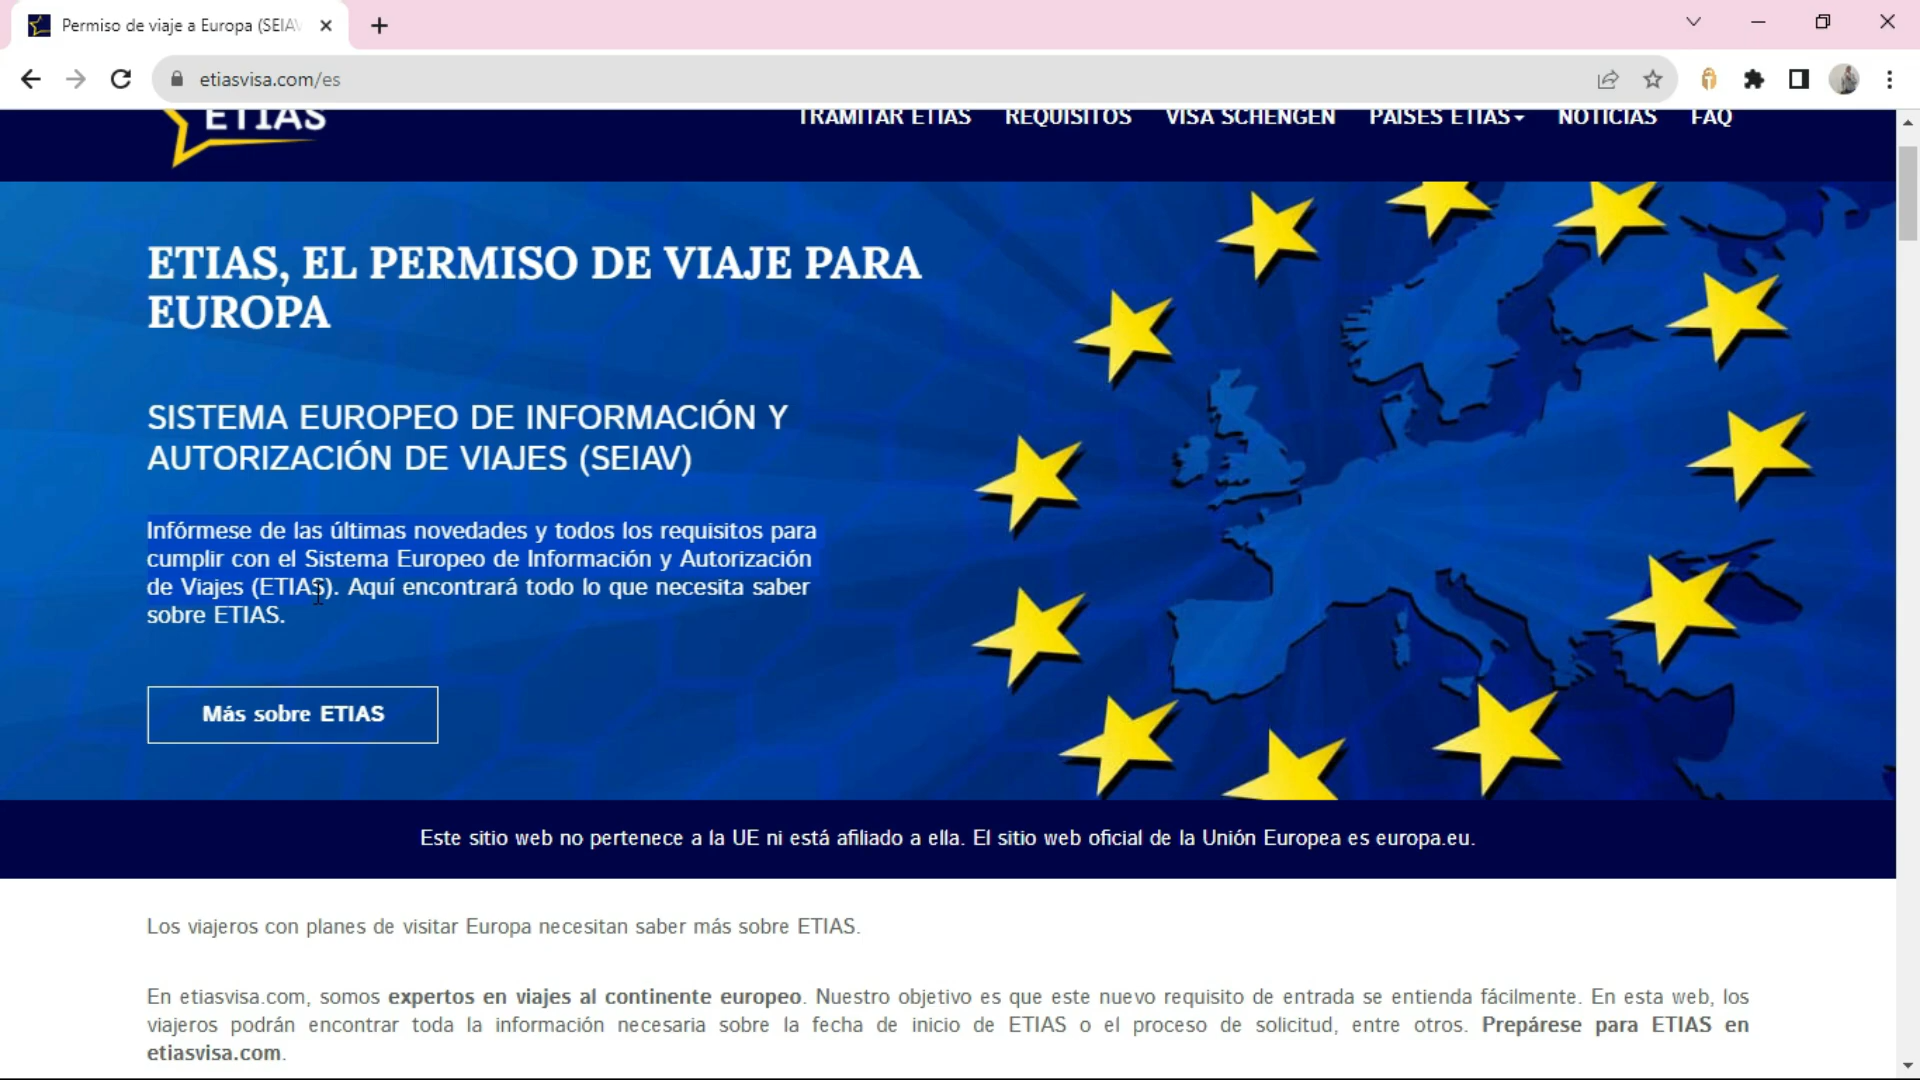 Permiso de viaje a Europa (SEIAV
etiasvisa.com/es
ETIAS
TRAMITAR ETIAS REQUISITOS VISA SCHENGEN PAÍSES ETIAS NOTICIAS FAQ
ETIAS, EL PERMISO DE VIAJE PARA
EUROPA
SISTEMA EUROPEO DE INFORMACIÓN Y
AUTORIZACIÓN DE VIAJES (SEIAV)
Infórmese de las últimas novedades y todos los requisitos para
cumplir con el Sistema Europeo de Información y Autorización
de Viajes (ETIAS). Aquí encontrará todo lo que necesita saber
sobre ETIAS.
Más sobre ETIAS
Este sitio web no pertenece a la UE ni está afiliado a ella. El sitio web oficial de la Unión Europea es europa.eu.
Los viajeros con planes de visitar Europa necesitan saber más sobre ETIAS.
En etiasvisa.com, somos expertos en viajes al continente europeo. Nuestro objetivo es que este nuevo requisito de entrada se entienda fácilmente. En esta web, los
viajeros podrán encontrar toda la información necesaria sobre la fecha de inicio de ETIAS o el proceso de solicitud, entre otros. Prepárese para ETIAS en
etiasvisa.com.